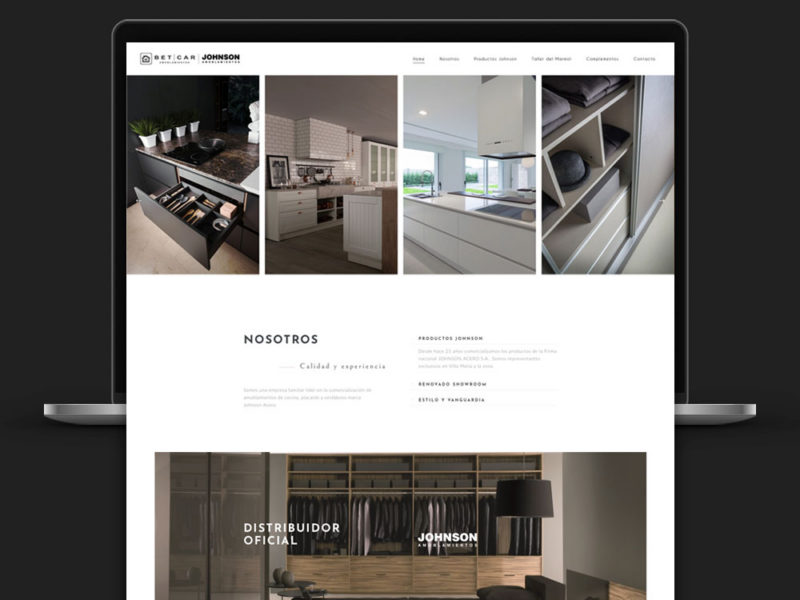 BET|CAR
AMOBLAMIENTOS
JOHNSON
AMOBLAMIENTOS
Home
Nosotros
Productos Johnson
Taller del Marmol
Complementos
Contacto
NOSOTROS
Calidad y experiencia
Somos una empresa familiar líder en la comercialización de
amoblamientos de cocina, placards y vestidores marca
Johnson Acero.
PRODUCTOS JOHNSON
Desde hace 23 años comercializamos los productos de la firma
nacional JOHNSON ACERO S.A.. Somos representantes
exclusivos en Villa María y la zona.
RENOVADO SHOWROOM
ESTILO Y VANGUARDIA
DISTRIBUIDOR
OFICIAL
JOHNSON
AMOBLAMIENTOS